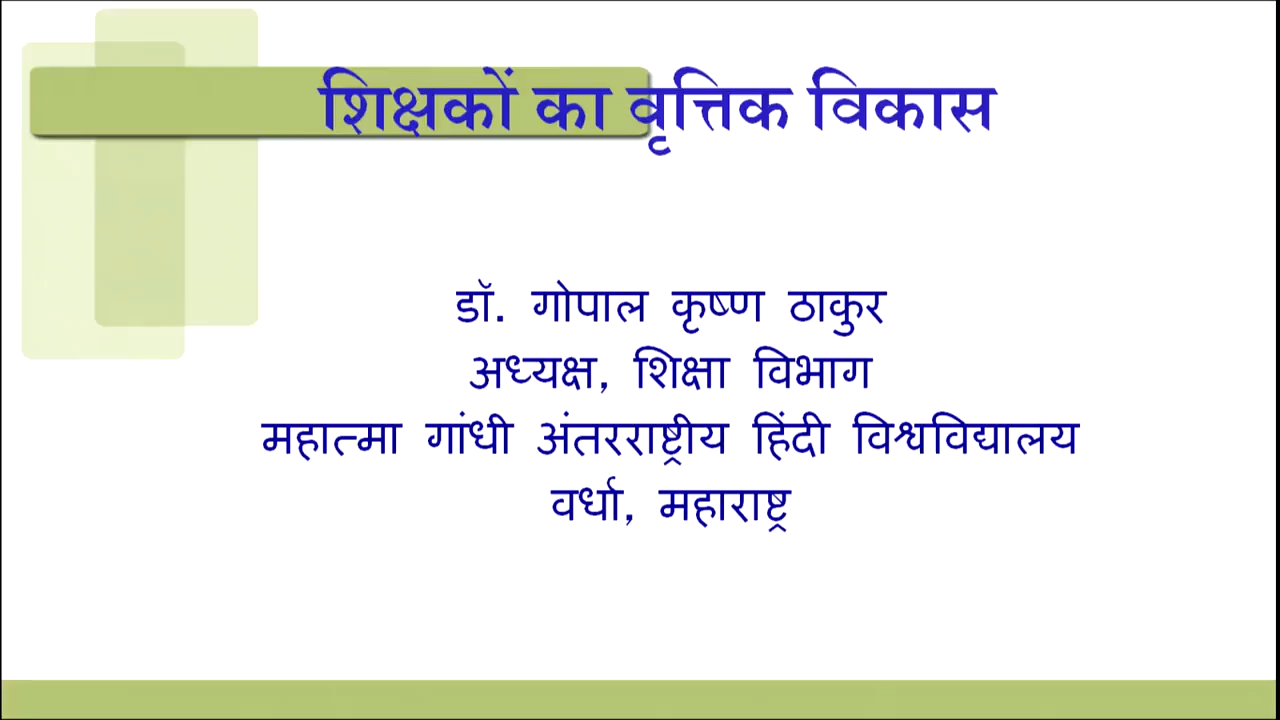 शिक्षकों का वृत्तिक विकास
डॉ. गोपाल कृष्ण ठाकुर
अध्यक्ष, शिक्षा विभाग
महात्मा गांधी अंतरराष्ट्रीय हिंदी विश्वविद्यालय
वर्धा, महाराष्ट्र